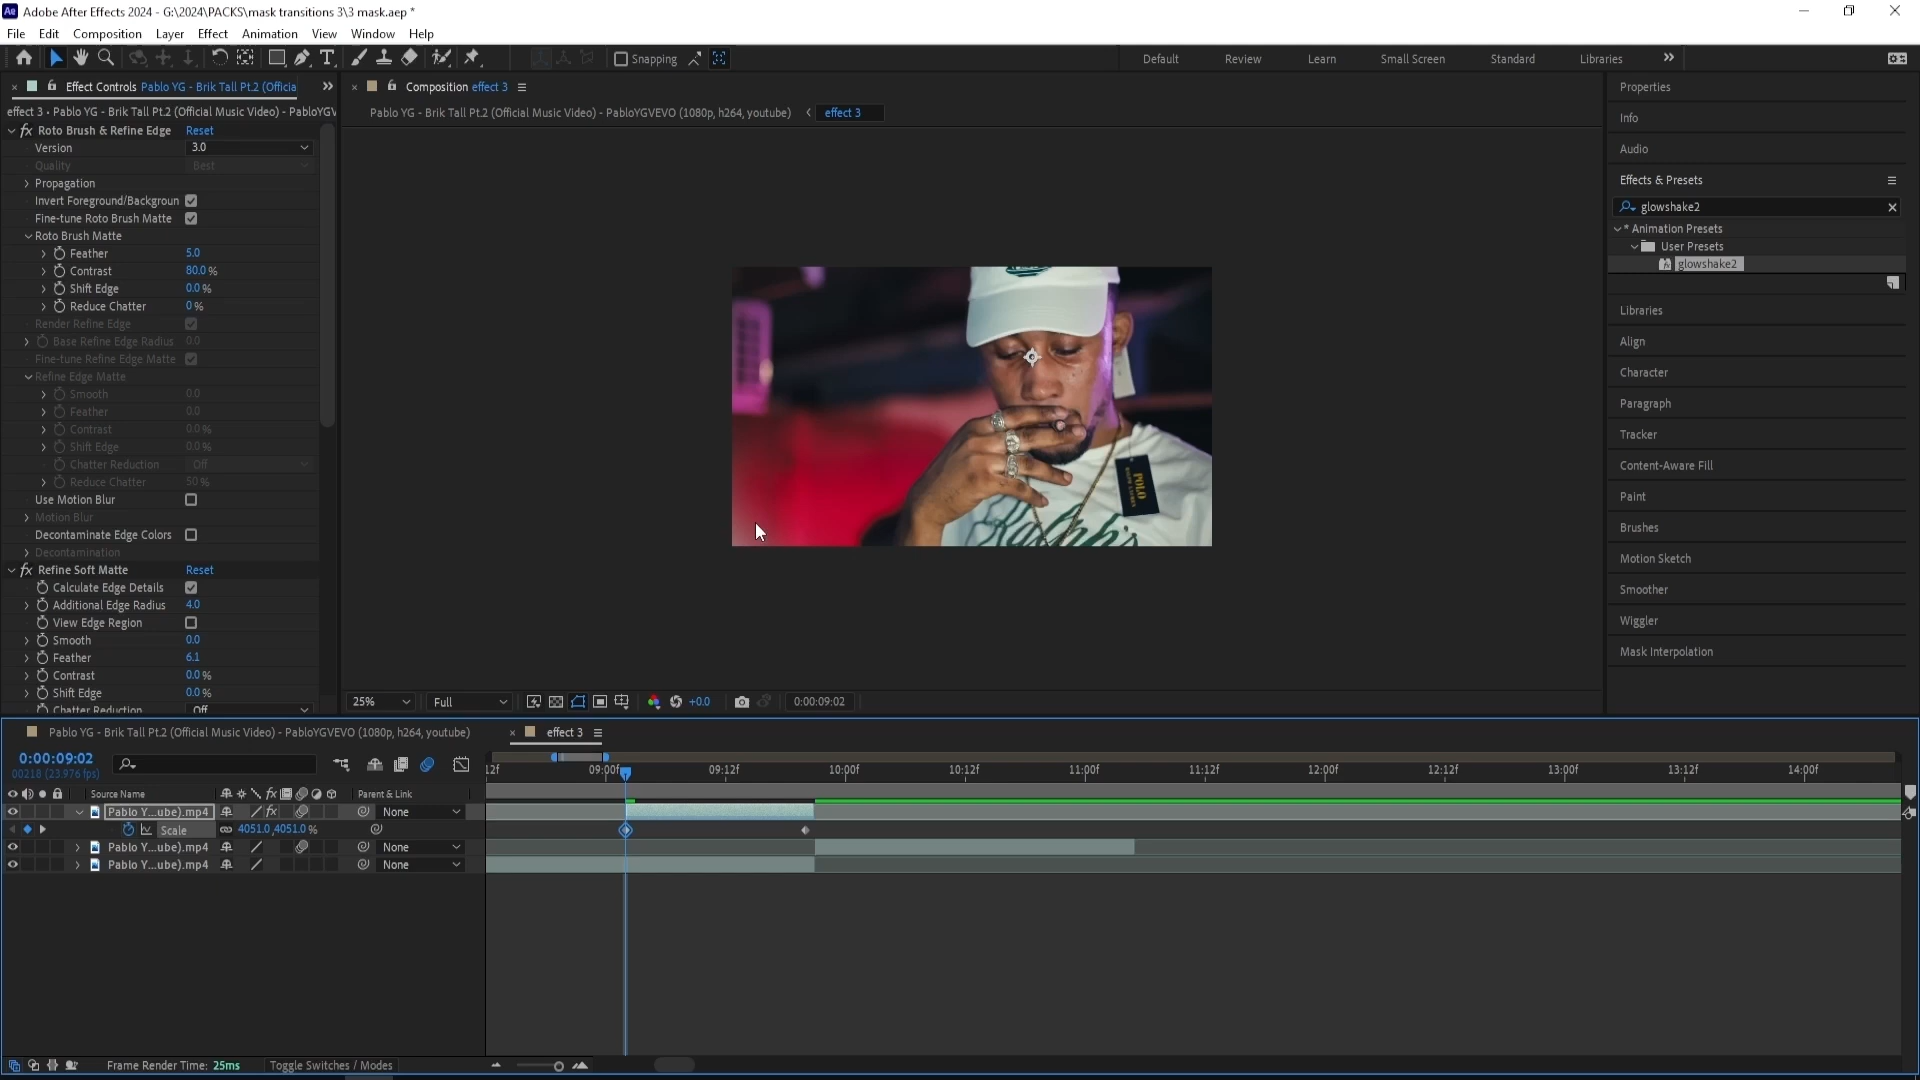 Adobe After Effects 2024 - G:\2024\PACKS\mask transitions 3\3 mask.aep *
File Edit Composition Layer Effect Animation View Window Help
Snapping Default Review Learn Small Screen Standard Libraries
Effect Controls Pablo YG - Brik Tall Pt.2 (Officia
effect 3 • Pablo YG - Brik Tall Pt.2 (Official Music Video) - PabloYGV
fx Roto Brush & Refine Edge Reset
Version 3.0
Quality Best
Propagation
Invert Foreground/Backgroun
Fine-tune Roto Brush Matte
Roto Brush Matte
Feather 5.0
Contrast 80.0 %
Shift Edge 0.0 %
Reduce Chatter 0 %
Render Refine Edge
Base Refine Edge Radius 0.0
Fine-tune Refine Edge Matte
Refine Edge Matte
Smooth 0.0
Feather 0.0
Contrast 0.0 %
Shift Edge 0.0 %
Chatter Reduction Off
Reduce Chatter 50 %
Use Motion Blur
Motion Blur
Decontaminate Edge Colors
Decontamination
fx Refine Soft Matte Reset
Calculate Edge Details
Additional Edge Radius 4.0
View Edge Region
Smooth 0.0
Feather 6.1
Contrast 0.0 %
Shift Edge 0.0 %
Chatter Reduction Off
Composition effect 3
Pablo YG - Brik Tall Pt.2 (Official Music Video) - PabloYGVEVO (1080p, h264, youtube) effect 3
POLO
RALPH LAUREN
Ralph's
25% Full +0.0 0:00:09:02
Properties
Info
Audio
Effects & Presets
glowshake2
* Animation Presets
User Presets
glowshake2
Libraries
Align
Character
Paragraph
Tracker
Content-Aware Fill
Paint
Brushes
Motion Sketch
Smoother
Wiggler
Mask Interpolation
Pablo YG - Brik Tall Pt.2 (Official Music Video) - PabloYGVEVO (1080p, h264, youtube) effect 3
0:00:09:02
00218 (23.976 fps)
12f 09:00f 09:12f 10:00f 10:12f 11:00f 11:12f 12:00f 12:12f 13:00f 13:12f 14:00f
Source Name fx Parent & Link
Pablo Y...ube).mp4 fx None
Scale 4051.0,4051.0 %
Pablo Y...ube).mp4 None
Pablo Y...ube).mp4 None
Frame Render Time: 25ms Toggle Switches / Modes